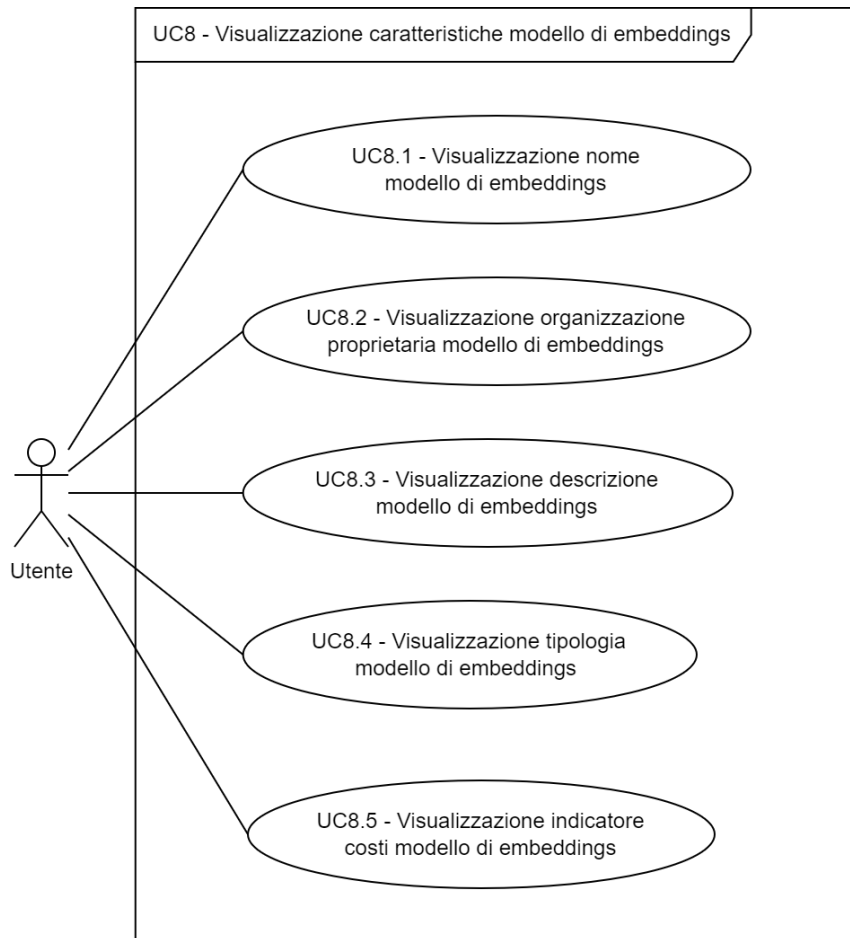 UC8 - Visualizzazione caratteristiche modello di embeddings
UC8.1 - Visualizzazione nome
modello di embeddings
UC8.2 - Visualizzazione organizzazione
proprietaria modello di embeddings
UC8.3 - Visualizzazione descrizione
modello di embeddings
Utente
UC8.4 - Visualizzazione tipologia
modello di embeddings
UC8.5 - Visualizzazione indicatore
costi modello di embeddings